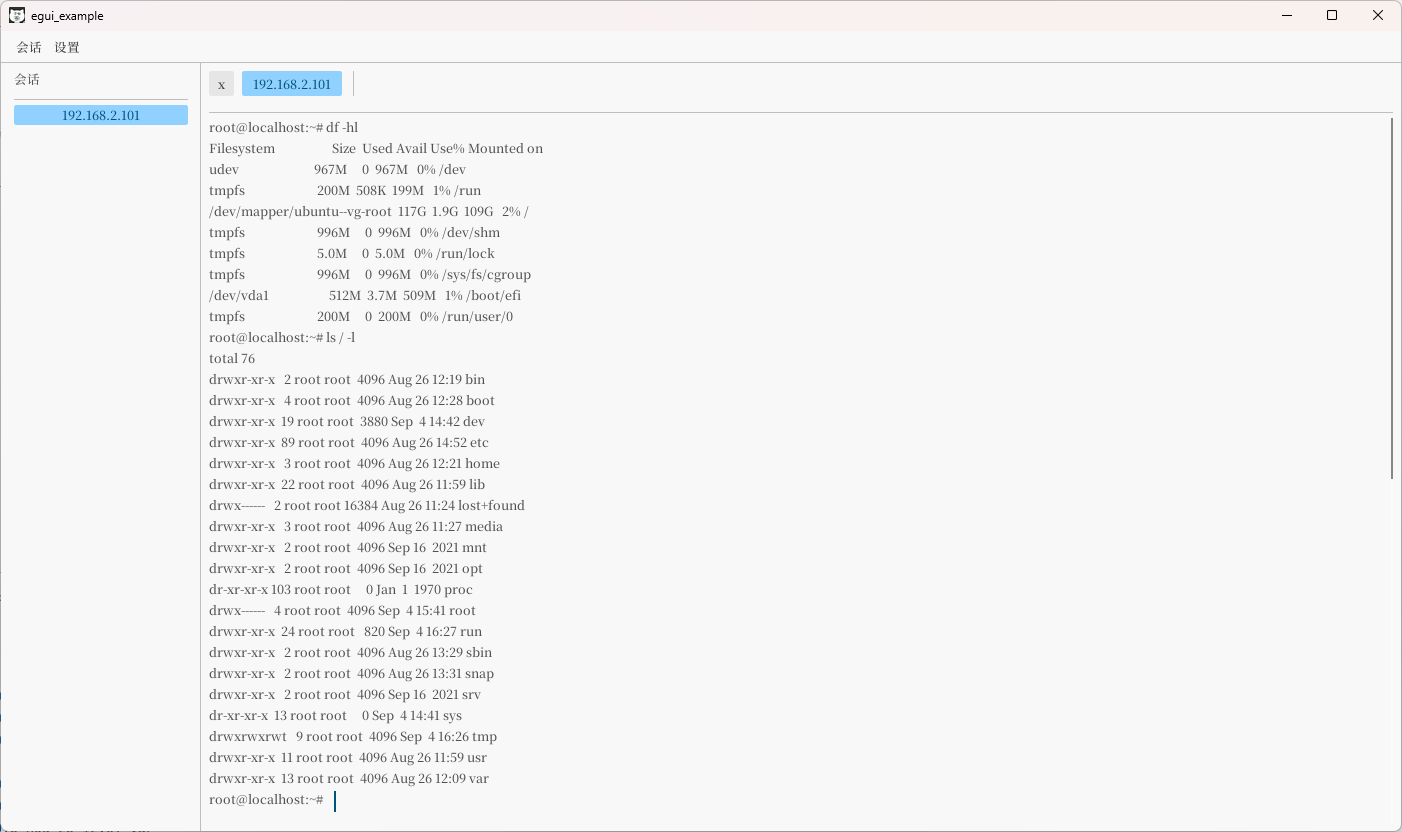 egui_example
会话 设置
会话
192.168.2.101
x 192.168.2.101
root@localhost:~# df -hl
Filesystem                   Size  Used Avail Use% Mounted on
udev                         967M     0  967M   0% /dev
tmpfs                        200M  508K  199M   1% /run
/dev/mapper/ubuntu--vg-root  117G  1.9G  109G   2% /
tmpfs                        996M     0  996M   0% /dev/shm
tmpfs                        5.0M     0  5.0M   0% /run/lock
tmpfs                        996M     0  996M   0% /sys/fs/cgroup
/dev/vda1                    512M  3.7M  509M   1% /boot/efi
tmpfs                        200M     0  200M   0% /run/user/0
root@localhost:~# ls / -l
total 76
drwxr-xr-x   2 root root  4096 Aug 26 12:19 bin
drwxr-xr-x   4 root root  4096 Aug 26 12:28 boot
drwxr-xr-x  19 root root  3880 Sep  4 14:42 dev
drwxr-xr-x  89 root root  4096 Aug 26 14:52 etc
drwxr-xr-x   3 root root  4096 Aug 26 12:21 home
drwxr-xr-x  22 root root  4096 Aug 26 11:59 lib
drwx------   2 root root 16384 Aug 26 11:24 lost+found
drwxr-xr-x   3 root root  4096 Aug 26 11:27 media
drwxr-xr-x   2 root root  4096 Sep 16  2021 mnt
drwxr-xr-x   2 root root  4096 Sep 16  2021 opt
dr-xr-xr-x 103 root root     0 Jan  1  1970 proc
drwx------   4 root root  4096 Sep  4 15:41 root
drwxr-xr-x  24 root root   820 Sep  4 16:27 run
drwxr-xr-x   2 root root  4096 Aug 26 13:29 sbin
drwxr-xr-x   2 root root  4096 Aug 26 13:31 snap
drwxr-xr-x   2 root root  4096 Sep 16  2021 srv
dr-xr-xr-x  13 root root     0 Sep  4 14:41 sys
drwxrwxrwt   9 root root  4096 Sep  4 16:26 tmp
drwxr-xr-x  11 root root  4096 Aug 26 11:59 usr
drwxr-xr-x  13 root root  4096 Aug 26 12:09 var
root@localhost:~#